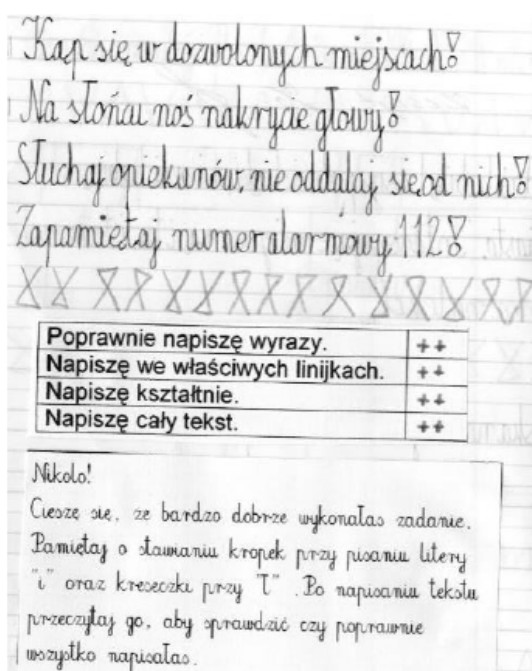 Kąp się w dozwolonych miejscach!
Na słońcu noś nakrycie głowy!
Słuchaj opiekunów, nie oddalaj się od nich!
Zapamiętaj numer alarmowy 112!
Poprawnie napiszę wyrazy. ++
Napiszę we właściwych linijkach. ++
Napiszę kształtnie. ++
Napiszę cały tekst. ++
Nikolo!
Cieszę się, że bardzo dobrze wykonałaś zadanie.
Pamiętaj o stawianiu kropek przy pisaniu litery
"i" oraz kreseczki przy "Ł". Po napisaniu tekstu
przeczytaj go, aby sprawdzić czy poprawnie
wszystko napisałaś.